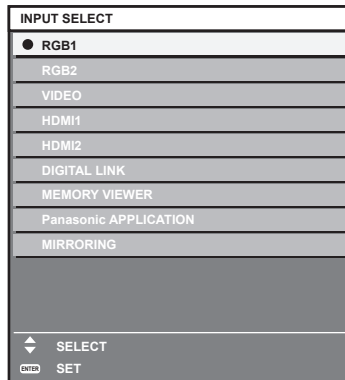 INPUT SELECT
RGB1
RGB2
VIDEO
HDMI1
HDMI2
DIGITAL LINK
MEMORY VIEWER
Panasonic APPLICATION
MIRRORING
SELECT
ENTER SET